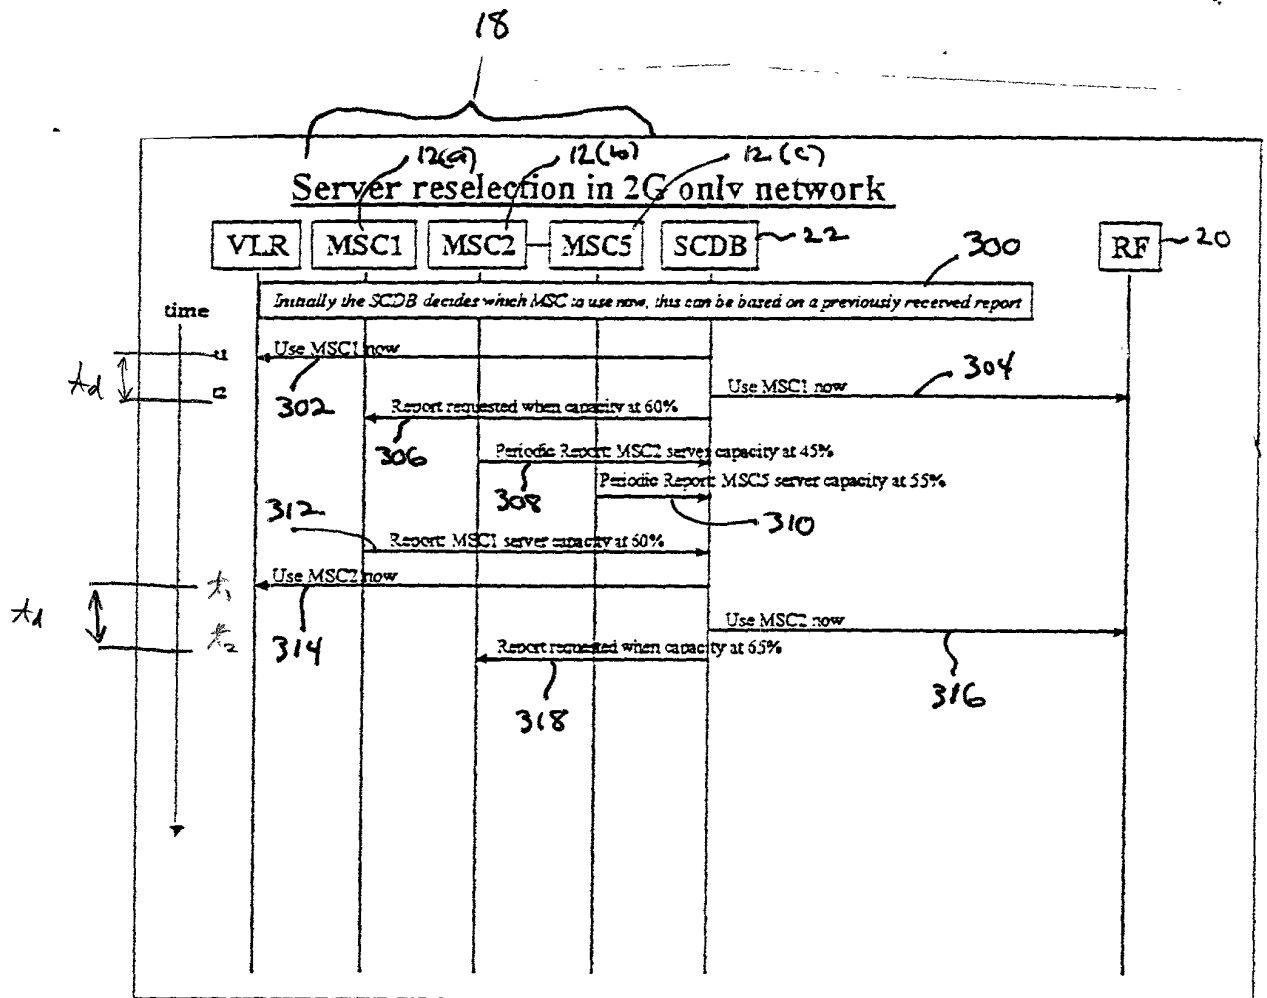 18
12(a)
12(b)
12(c)
Server reselection in 2G only network
VLR
MSC1
MSC2
MSC5
SCDB
22
RF
20
300
Initially the SCDB decides which MSC to use now, this can be based on a previously received report
time
t1
Use MSC1 now
td
t2
302
Use MSC1 now
304
Report requested when capacity at 60%
306
Periodic Report: MSC2 server capacity at 45%
308
Periodic Report: MSC5 server capacity at 55%
310
312
Report: MSC1 server capacity at 60%
Use MSC2 now
t1
td
314
Use MSC2 now
t2
316
Report requested when capacity at 65%
318